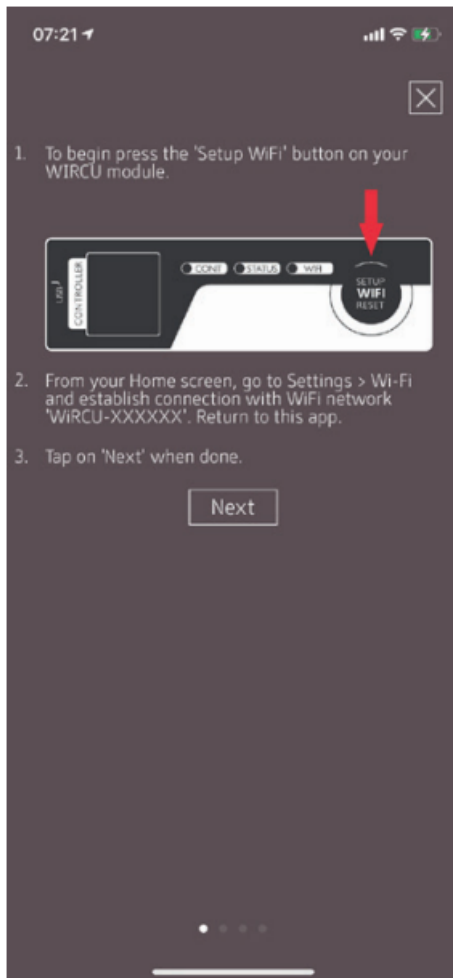 07:21
1. To begin press the 'Setup WiFi' button on your
WIRCU module.
USB
CONTROLLER
CONT
STATUS
WIFI
SETUP
WIFI
RESET
2. From your Home screen, go to Settings > Wi-Fi
and establish connection with WiFi network
'WiRCU-XXXXXX'. Return to this app.
3. Tap on 'Next' when done.
Next